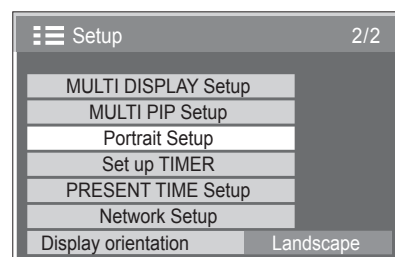 Setup 2/2
MULTI DISPLAY Setup
MULTI PIP Setup
Portrait Setup
Set up TIMER
PRESENT TIME Setup
Network Setup
Display orientation Landscape